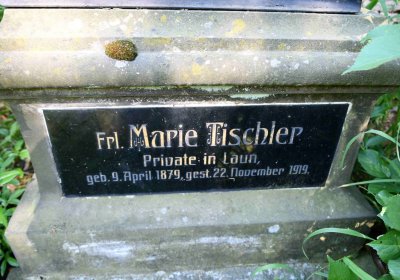 Frl. Marie Tischler
Private in Laun,
geb. 9. April 1879, gest. 22. November 1919.